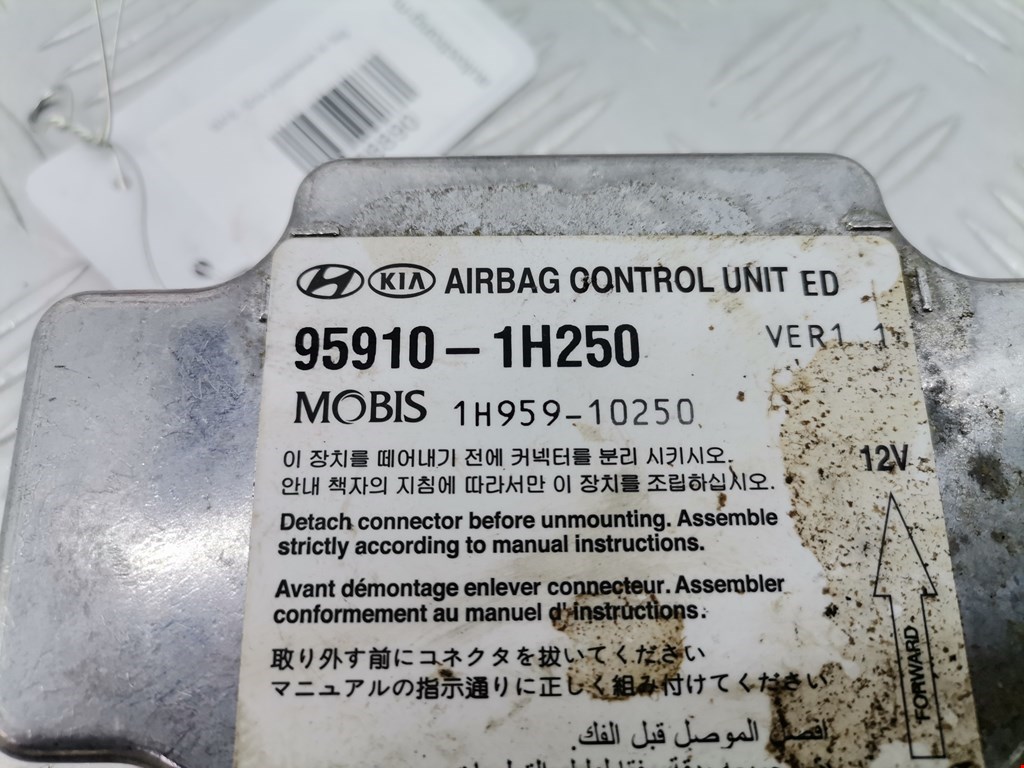 KIA AIRBAG CONTROL UNIT ED
95910-1H250 VER1.1
MOBIS 1H959-10250
이 장치를 떼어내기 전에 커넥터를 분리 시키시오.
안내 책자의 지침에 따라서만 이 장치를 조립하십시오.
12V
Detach connector before unmounting. Assemble
strictly according to manual instructions.
Avant démontage enlever connecteur. Assembler
conformement au manuel d'instructions.
FORWARD
取り外す前にコネクタを抜いてください
マニュアルの指示通りに正しく組み付けてください
افصل الموصل قبل الفك.